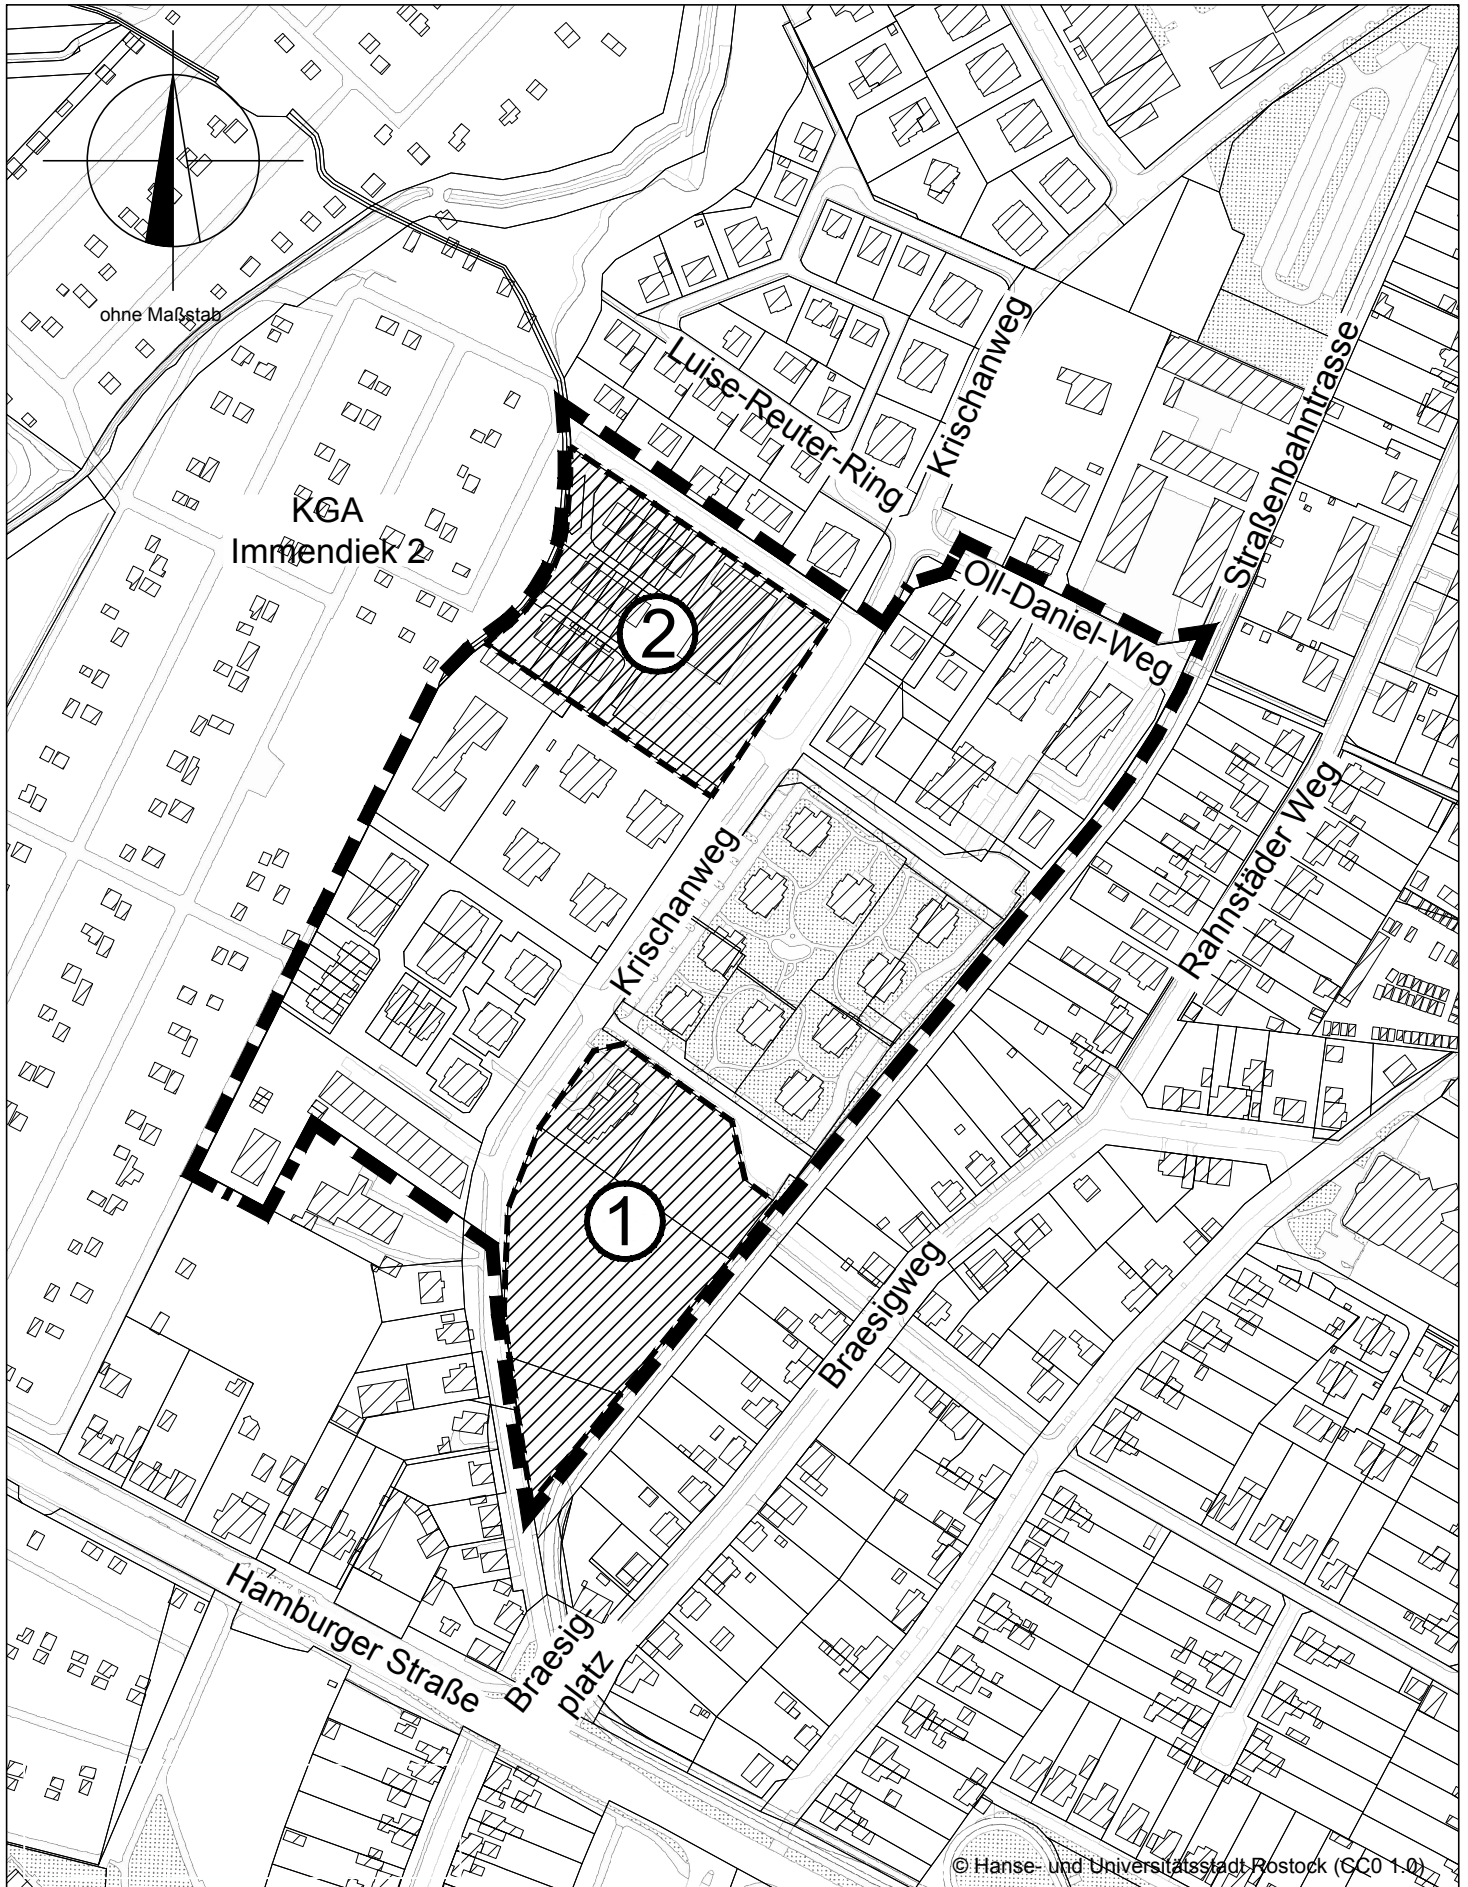 ohne Maßstab
Luise-Reuter-Ring
Krischanweg
Straßenbahntrasse
KGA
Immendiek 2
Oll-Daniel-Weg
2
Rahnstäder Weg
Krischanweg
1
Braesigweg
Hamburger Straße
Braesig-
platz
© Hanse- und Universitätsstadt Rostock (CC0 1.0)